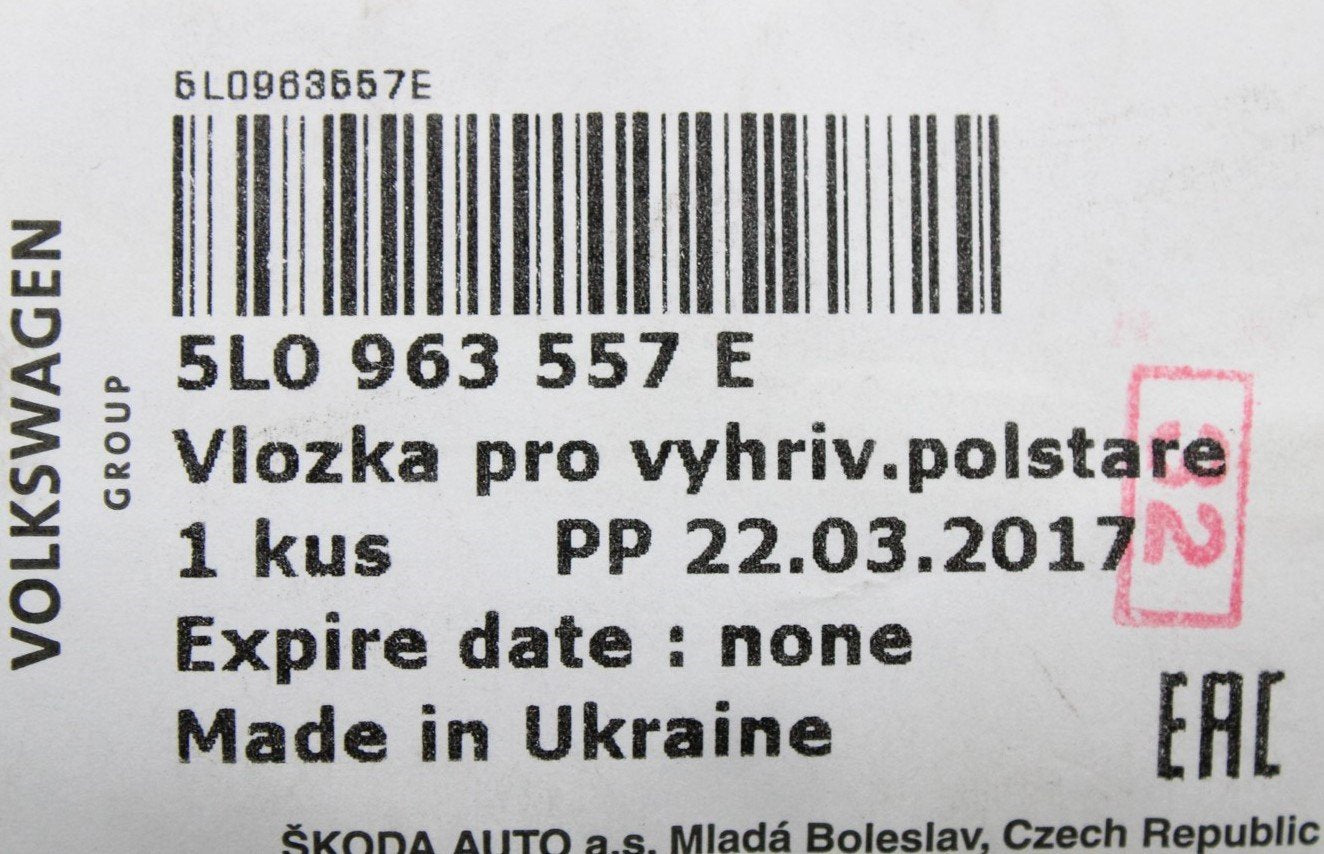 VOLKSWAGEN
GROUP
5L0963557E
5L0 963 557 E
Vlozka pro vyhriv.polstare
1 kus PP 22.03.2017
32
Expire date : none
Made in Ukraine
EAC
ŠKODA AUTO a.s. Mladá Boleslav, Czech Republic